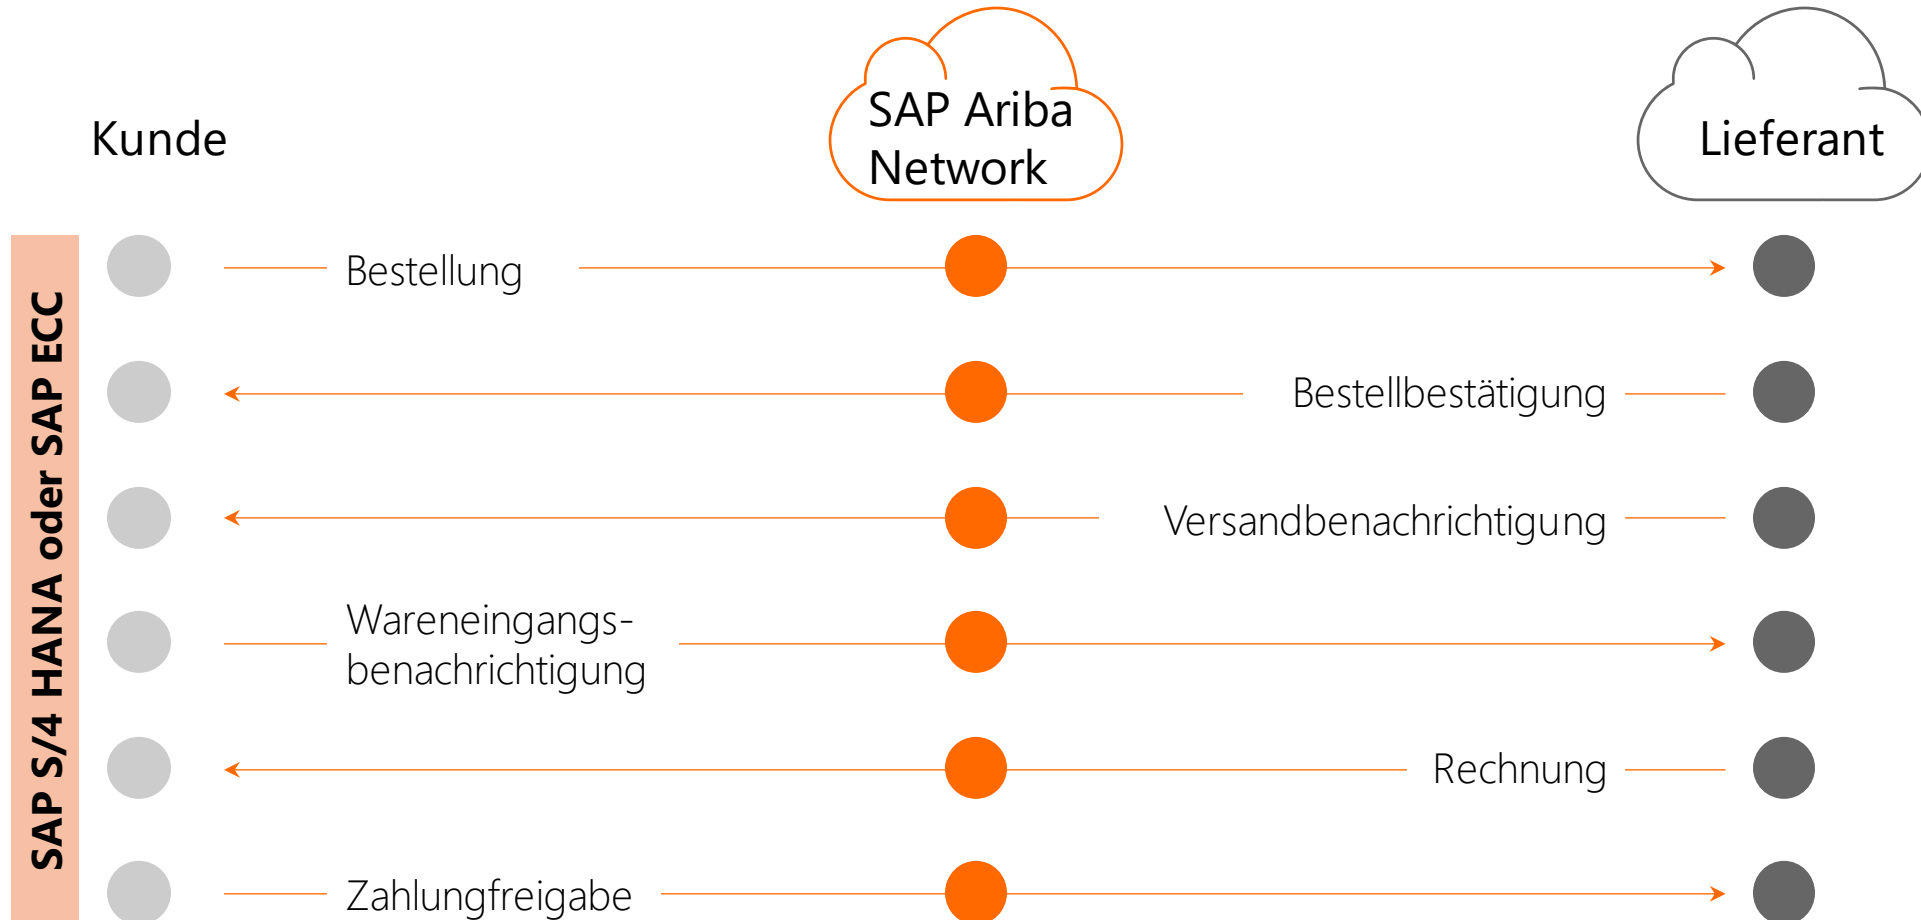 Kunde
SAP Ariba
Network
Lieferant
SAP S/4 HANA oder SAP ECC
Bestellung
Bestellbestätigung
Versandbenachrichtigung
Wareneingangs-
benachrichtigung
Rechnung
Zahlungfreigabe